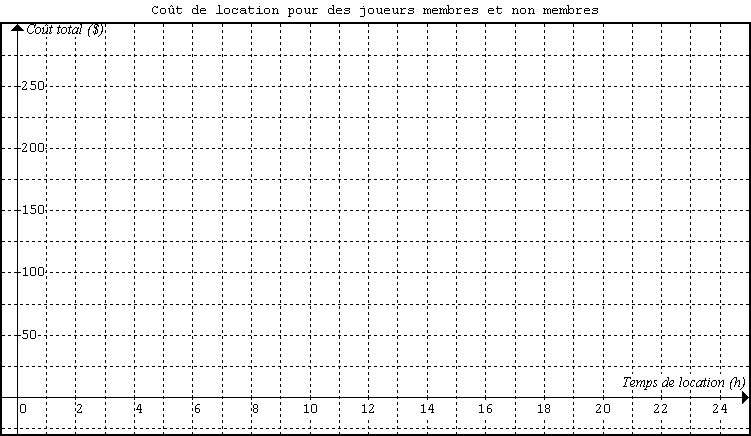 Coût de location pour des joueurs membres et non membres
Coût total ($)
250
200
150
100
50
Temps de location (h)
0 2 4 6 8 10 12 14 16 18 20 22 24